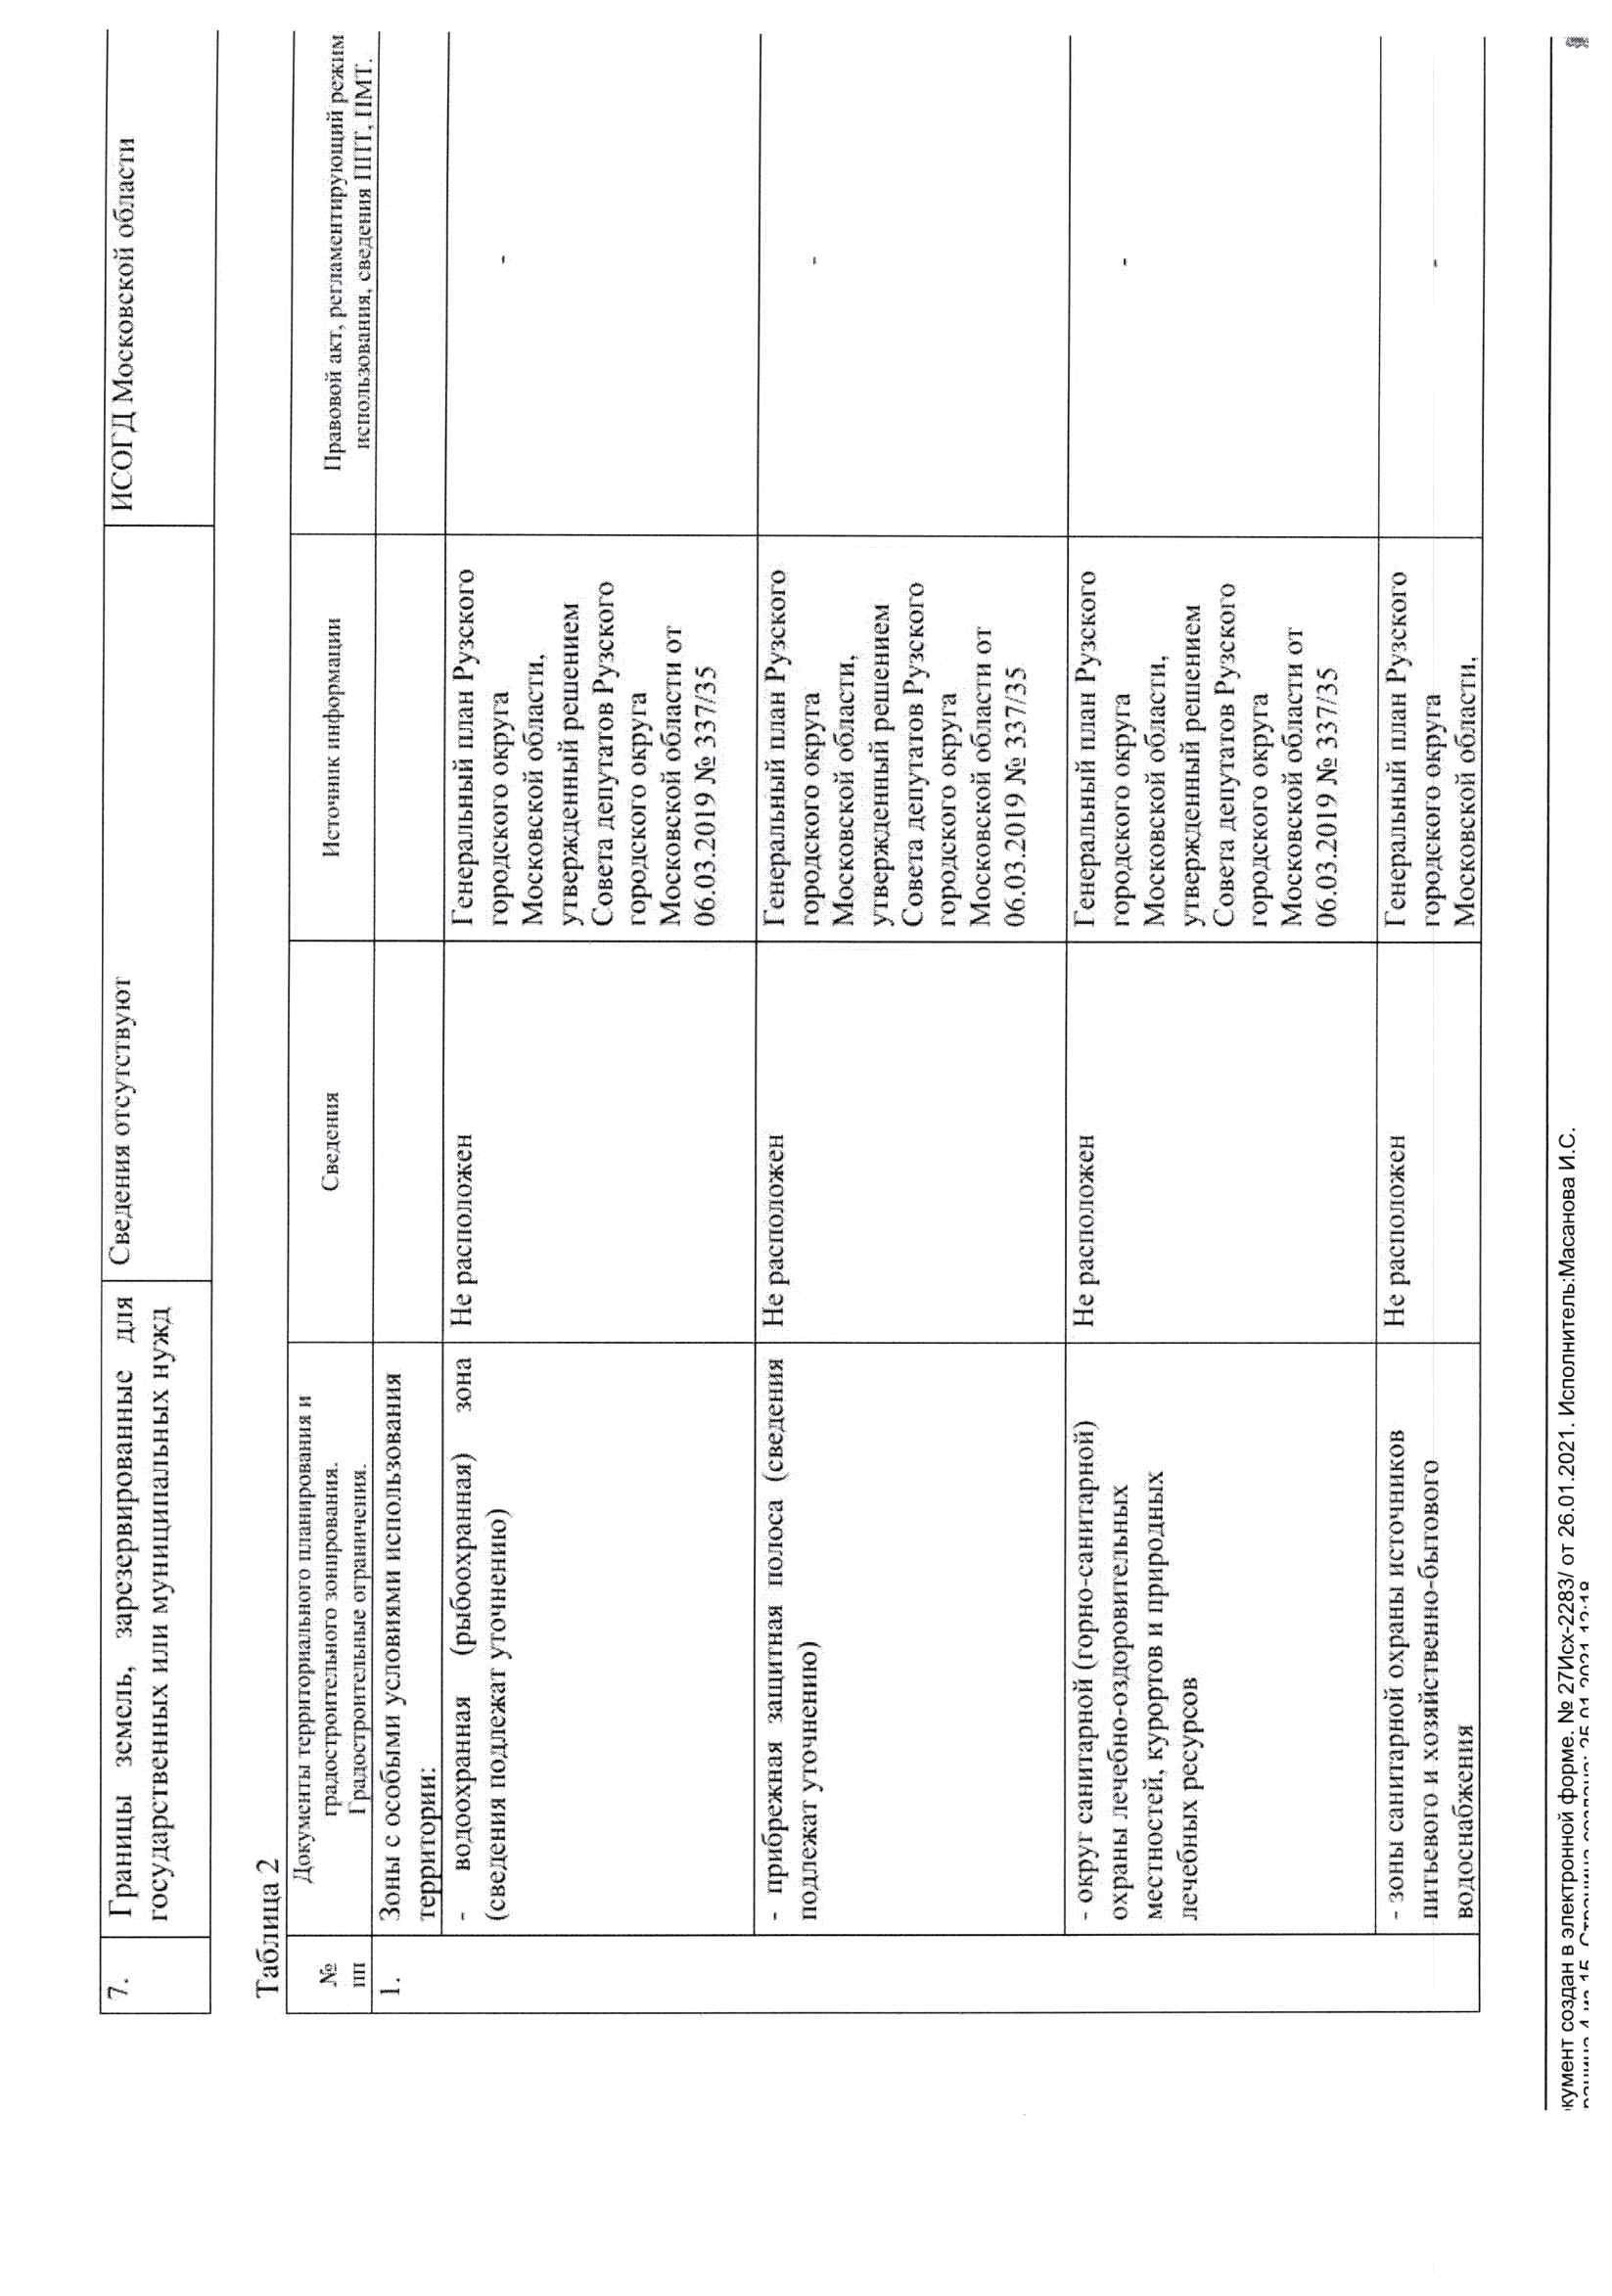 7.
Границы земель, зарезервированные для
государственных или муниципальных нужд
Сведения отсутствуют
ИСОГД Московской области
Таблица 2
№
пп
Документы территориального планирования и
градостроительного зонирования.
Градостроительные ограничения.
Сведения
Источник информации
Правовой акт, регламентирующий режим
использования, сведения ППТ, ПМТ.
1.
Зоны с особыми условиями использования
территории:
- водоохранная (рыбоохранная) зона
(сведения подлежат уточнению)
Не расположен
Генеральный план Рузского
городского округа
Московской области,
утвержденный решением
Совета депутатов Рузского
городского округа
Московской области от
06.03.2019 № 337/35
-
- прибрежная защитная полоса (сведения
подлежат уточнению)
Не расположен
Генеральный план Рузского
городского округа
Московской области,
утвержденный решением
Совета депутатов Рузского
городского округа
Московской области от
06.03.2019 № 337/35
-
- округ санитарной (горно-санитарной)
охраны лечебно-оздоровительных
местностей, курортов и природных
лечебных ресурсов
Не расположен
Генеральный план Рузского
городского округа
Московской области,
утвержденный решением
Совета депутатов Рузского
городского округа
Московской области от
06.03.2019 № 337/35
-
- зоны санитарной охраны источников
питьевого и хозяйственно-бытового
водоснабжения
Не расположен
Генеральный план Рузского
городского округа
Московской области,
-
кумент создан в электронной форме. № 27Исх-2283/ от 26.01.2021. Исполнитель:Масанова И.С.